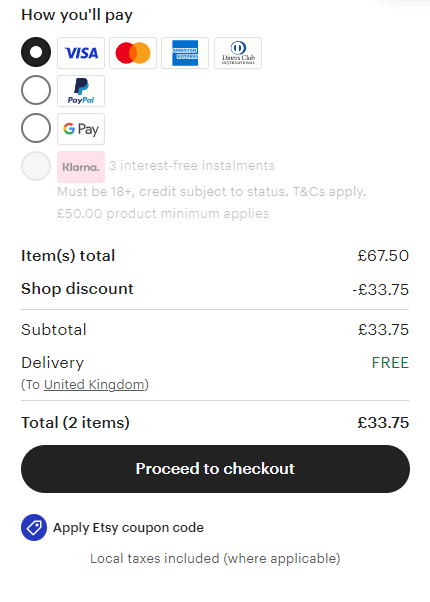 How you'll pay
VISA
AMERICAN EXPRESS
Diners Club INTERNATIONAL
PayPal
G Pay
Klarna. 3 interest-free instalments
Must be 18+, credit subject to status. T&Cs apply.
£50.00 product minimum applies
Item(s) total £67.50
Shop discount -£33.75
Subtotal £33.75
Delivery FREE
(To United Kingdom)
Total (2 items) £33.75
Proceed to checkout
Apply Etsy coupon code
Local taxes included (where applicable)